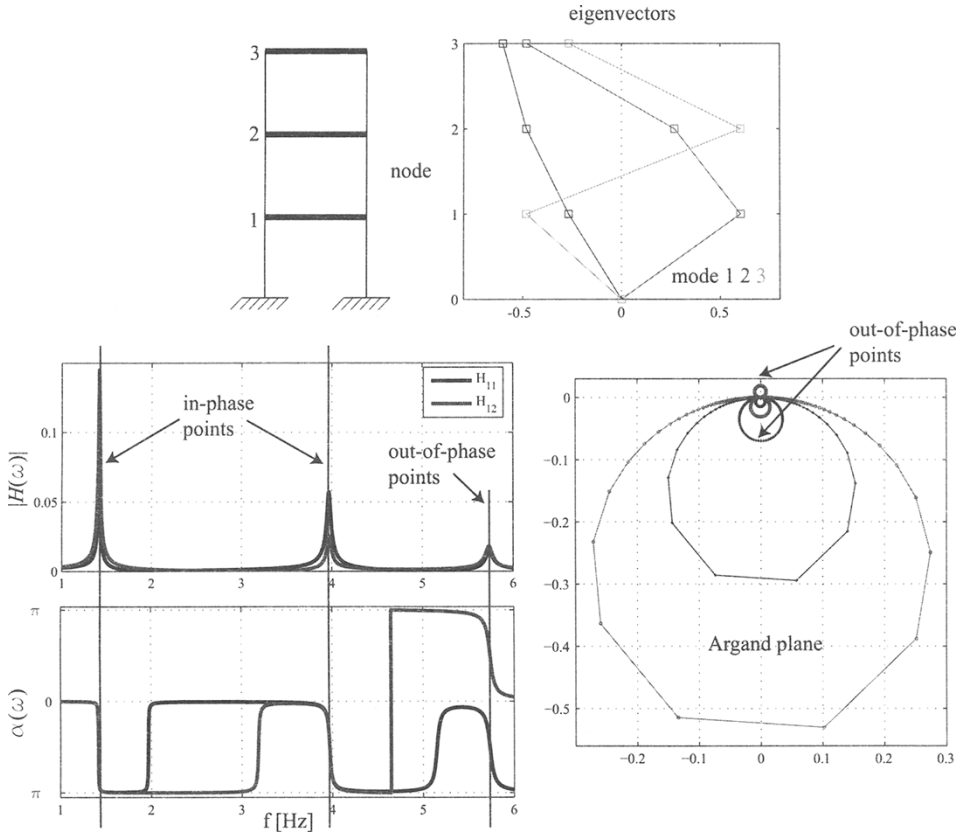 eigenvectors
3
2
1
node
3
2
1
0
-0.5
0
0.5
mode 1 2 3
in-phase
points
H11
H12
out-of-phase
points
|H(ω)|
0.1
0.05
0
1
2
3
4
5
6
π
0
π
α(ω)
1
2
3
4
5
6
f [Hz]
out-of-phase
points
0
−0.1
−0.2
−0.3
−0.4
−0.5
Argand plane
−0.2
−0.1
0
0.1
0.2
0.3